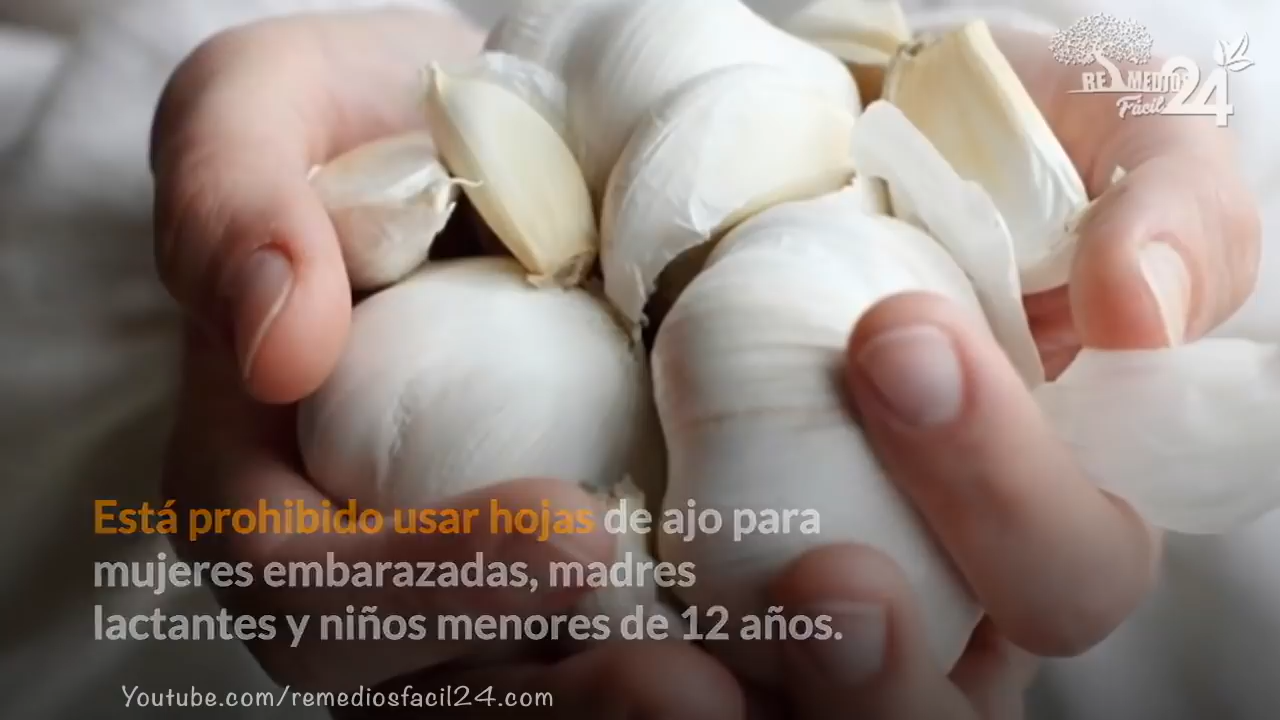 REMEDIOS
Fácil 24
Está prohibido usar hojas de ajo para
mujeres embarazadas, madres
lactantes y niños menores de 12 años.
Youtube.com/remediosfacil24.com